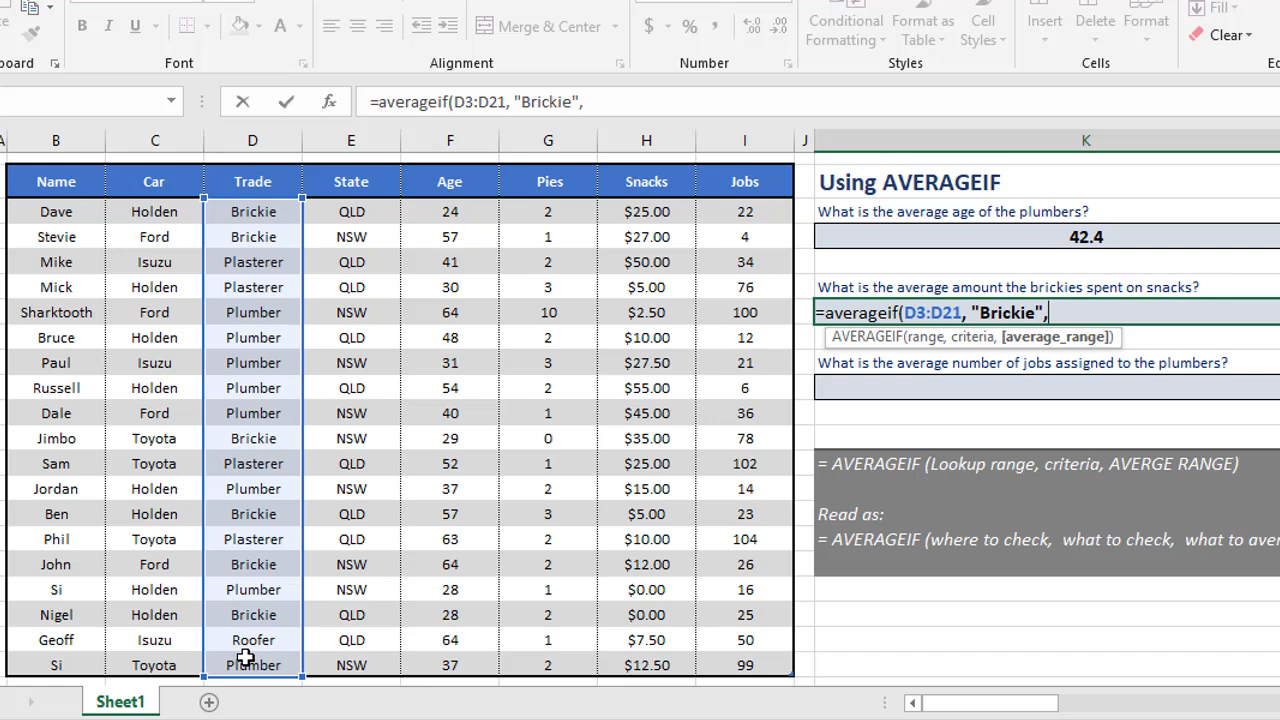 Merge & Center
$ % , .00 .0
Conditional Formatting
Format as Table
Cell Styles
Insert Delete Format
Fill
Clear
Font
Alignment
Number
Styles
Cells
fx
=averageif(D3:D21, "Brickie",
B C D E F G H I J K
Name Car Trade State Age Pies Snacks Jobs
Dave Holden Brickie QLD 24 2 $25.00 22
Stevie Ford Brickie NSW 57 1 $27.00 4
Mike Isuzu Plasterer QLD 41 2 $50.00 34
Mick Holden Plasterer QLD 30 3 $5.00 76
Sharktooth Ford Plumber NSW 64 10 $2.50 100
Bruce Holden Plumber QLD 48 2 $10.00 12
Paul Isuzu Plumber NSW 31 3 $27.50 21
Russell Holden Plumber QLD 54 2 $55.00 6
Dale Ford Plumber NSW 40 1 $45.00 36
Jimbo Toyota Brickie NSW 29 0 $35.00 78
Sam Toyota Plasterer QLD 52 1 $25.00 102
Jordan Holden Plumber NSW 37 2 $15.00 14
Ben Holden Brickie QLD 57 3 $5.00 23
Phil Toyota Plasterer QLD 63 2 $10.00 104
John Ford Brickie NSW 64 2 $12.00 26
Si Holden Plumber NSW 28 1 $0.00 16
Nigel Holden Brickie QLD 28 2 $0.00 25
Geoff Isuzu Roofer QLD 64 1 $7.50 50
Si Toyota Plumber NSW 37 2 $12.50 99
Using AVERAGEIF
What is the average age of the plumbers?
42.4
What is the average amount the brickies spent on snacks?
=averageif(D3:D21, "Brickie",
AVERAGEIF(range, criteria, [average_range])
What is the average number of jobs assigned to the plumbers?
= AVERAGEIF (Lookup range, criteria, AVERGE RANGE)
Read as:
= AVERAGEIF (where to check, what to check, what to aver
Sheet1